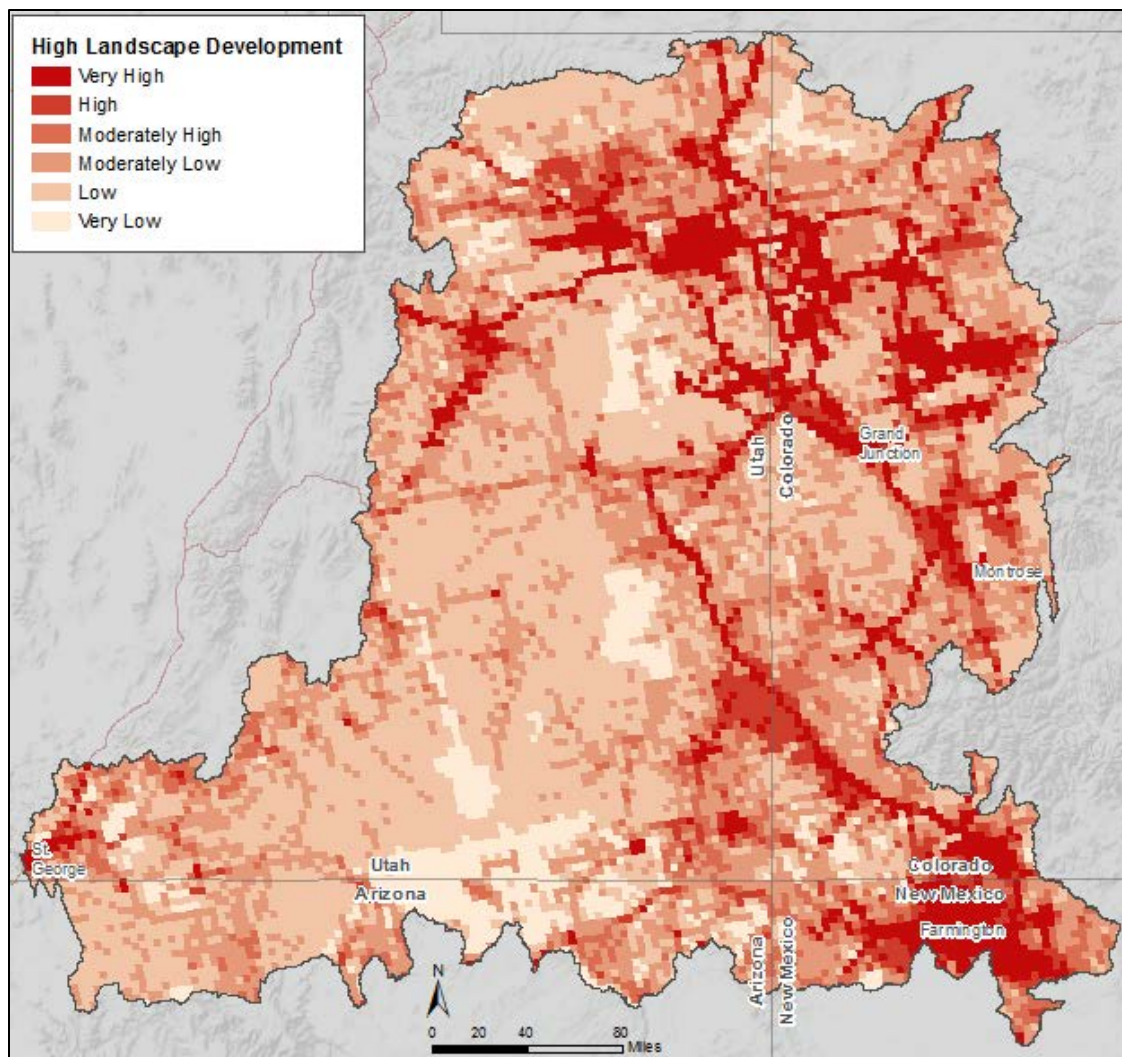 High Landscape Development
Very High
High
Moderately High
Moderately Low
Low
Very Low
Utah
Colorado
Grand
Junction
Montrose
St.
George
Utah
Arizona
Colorado
New Mexico
Farmington
Arizona
New Mexico
N
0 20 40 80
Miles